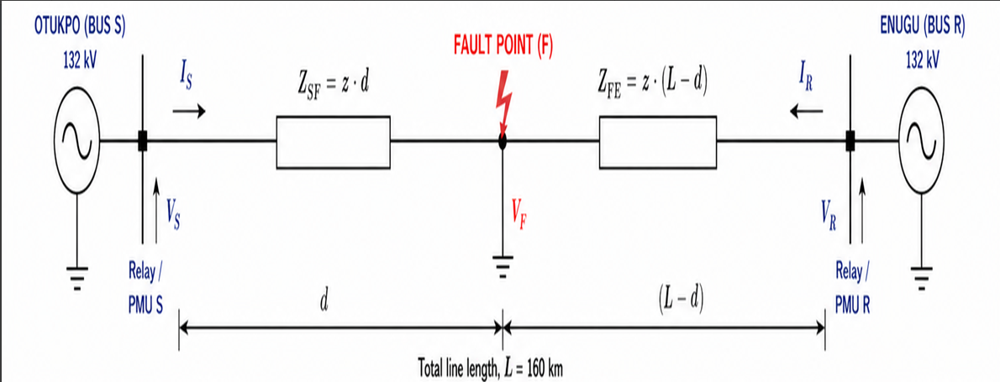 OTUKPO (BUS S)
132 kV
ENUGU (BUS R)
132 kV
FAULT POINT (F)
I_S
Z_SF = z · d
Z_FE = z · (L – d)
I_R
V_S
V_F
V_R
Relay /
PMU S
Relay /
PMU R
d
(L – d)
Total line length, L = 160 km